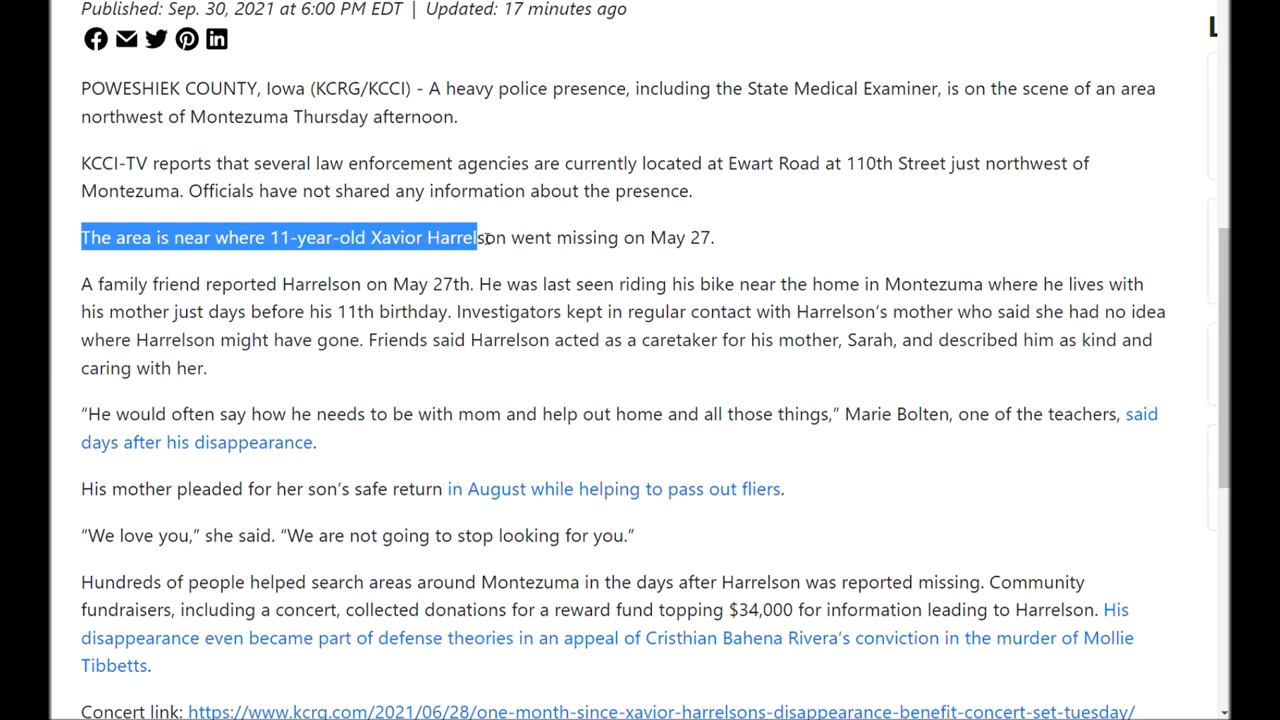 Published: Sep. 30, 2021 at 6:00 PM EDT | Updated: 17 minutes ago
L
POWESHIEK COUNTY, Iowa (KCRG/KCCI) - A heavy police presence, including the State Medical Examiner, is on the scene of an area
northwest of Montezuma Thursday afternoon.
KCCI-TV reports that several law enforcement agencies are currently located at Ewart Road at 110th Street just northwest of
Montezuma. Officials have not shared any information about the presence.
The area is near where 11-year-old Xavior Harrelson went missing on May 27.
A family friend reported Harrelson on May 27th. He was last seen riding his bike near the home in Montezuma where he lives with
his mother just days before his 11th birthday. Investigators kept in regular contact with Harrelson’s mother who said she had no idea
where Harrelson might have gone. Friends said Harrelson acted as a caretaker for his mother, Sarah, and described him as kind and
caring with her.
“He would often say how he needs to be with mom and help out home and all those things,” Marie Bolten, one of the teachers, said
days after his disappearance.
His mother pleaded for her son’s safe return in August while helping to pass out fliers.
“We love you,” she said. “We are not going to stop looking for you.”
Hundreds of people helped search areas around Montezuma in the days after Harrelson was reported missing. Community
fundraisers, including a concert, collected donations for a reward fund topping $34,000 for information leading to Harrelson. His
disappearance even became part of defense theories in an appeal of Cristhian Bahena Rivera’s conviction in the murder of Mollie
Tibbetts.
Concert link: https://www.kcrg.com/2021/06/28/one-month-since-xavior-harrelsons-disappearance-benefit-concert-set-tuesday/